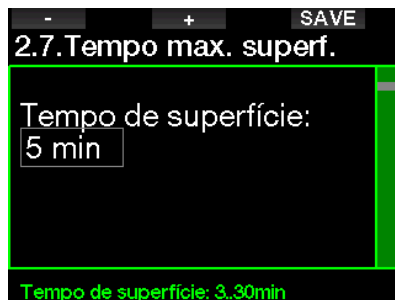 - + SAVE
2.7.Tempo max. superf.
Tempo de superfície:
5 min
Tempo de superfície: 3..30min